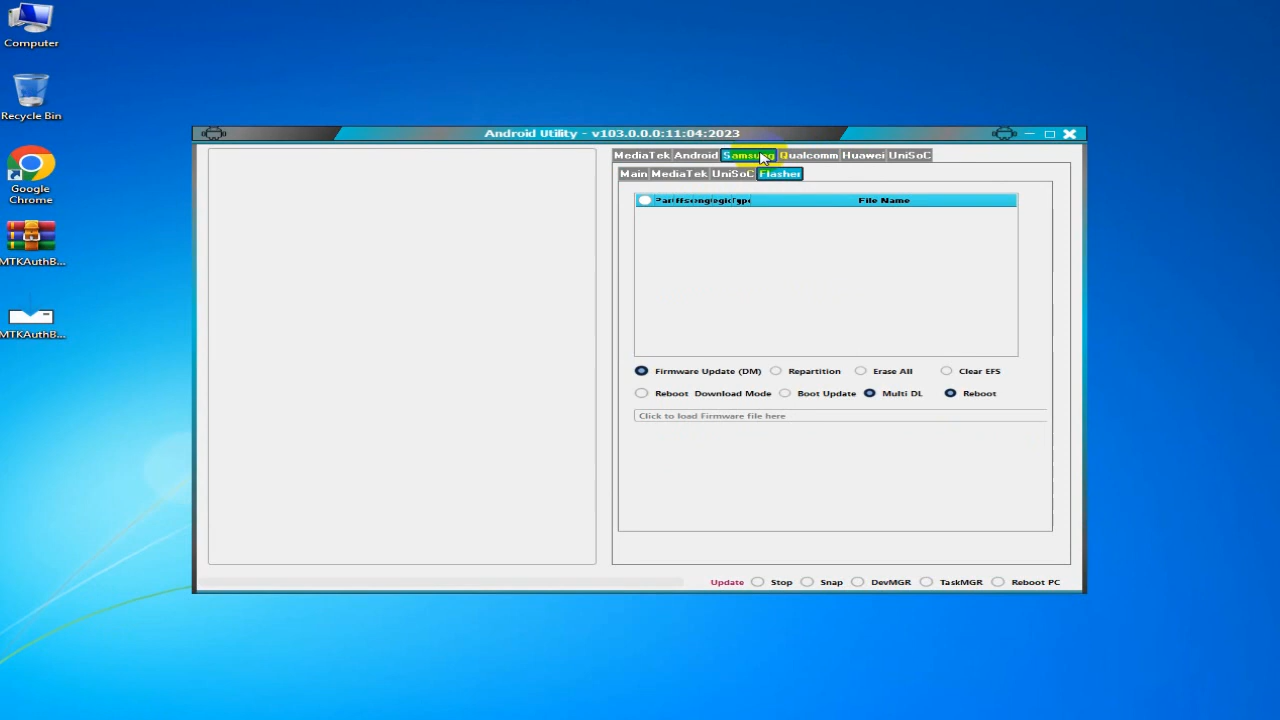 Computer
Recycle Bin
Google
Chrome
MTKAuthB...
MTKAuthB...
Android Utility - v103.0.0.0:11:04:2023
MediaTek Android Samsung Qualcomm Huawei UniSoC
Main MediaTek UniSoC Flasher
File Name
Firmware Update (DM) Repartition Erase All Clear EFS
Reboot Download Mode Boot Update Multi DL Reboot
Click to load Firmware file here
Update Stop Snap DevMGR TaskMGR Reboot PC